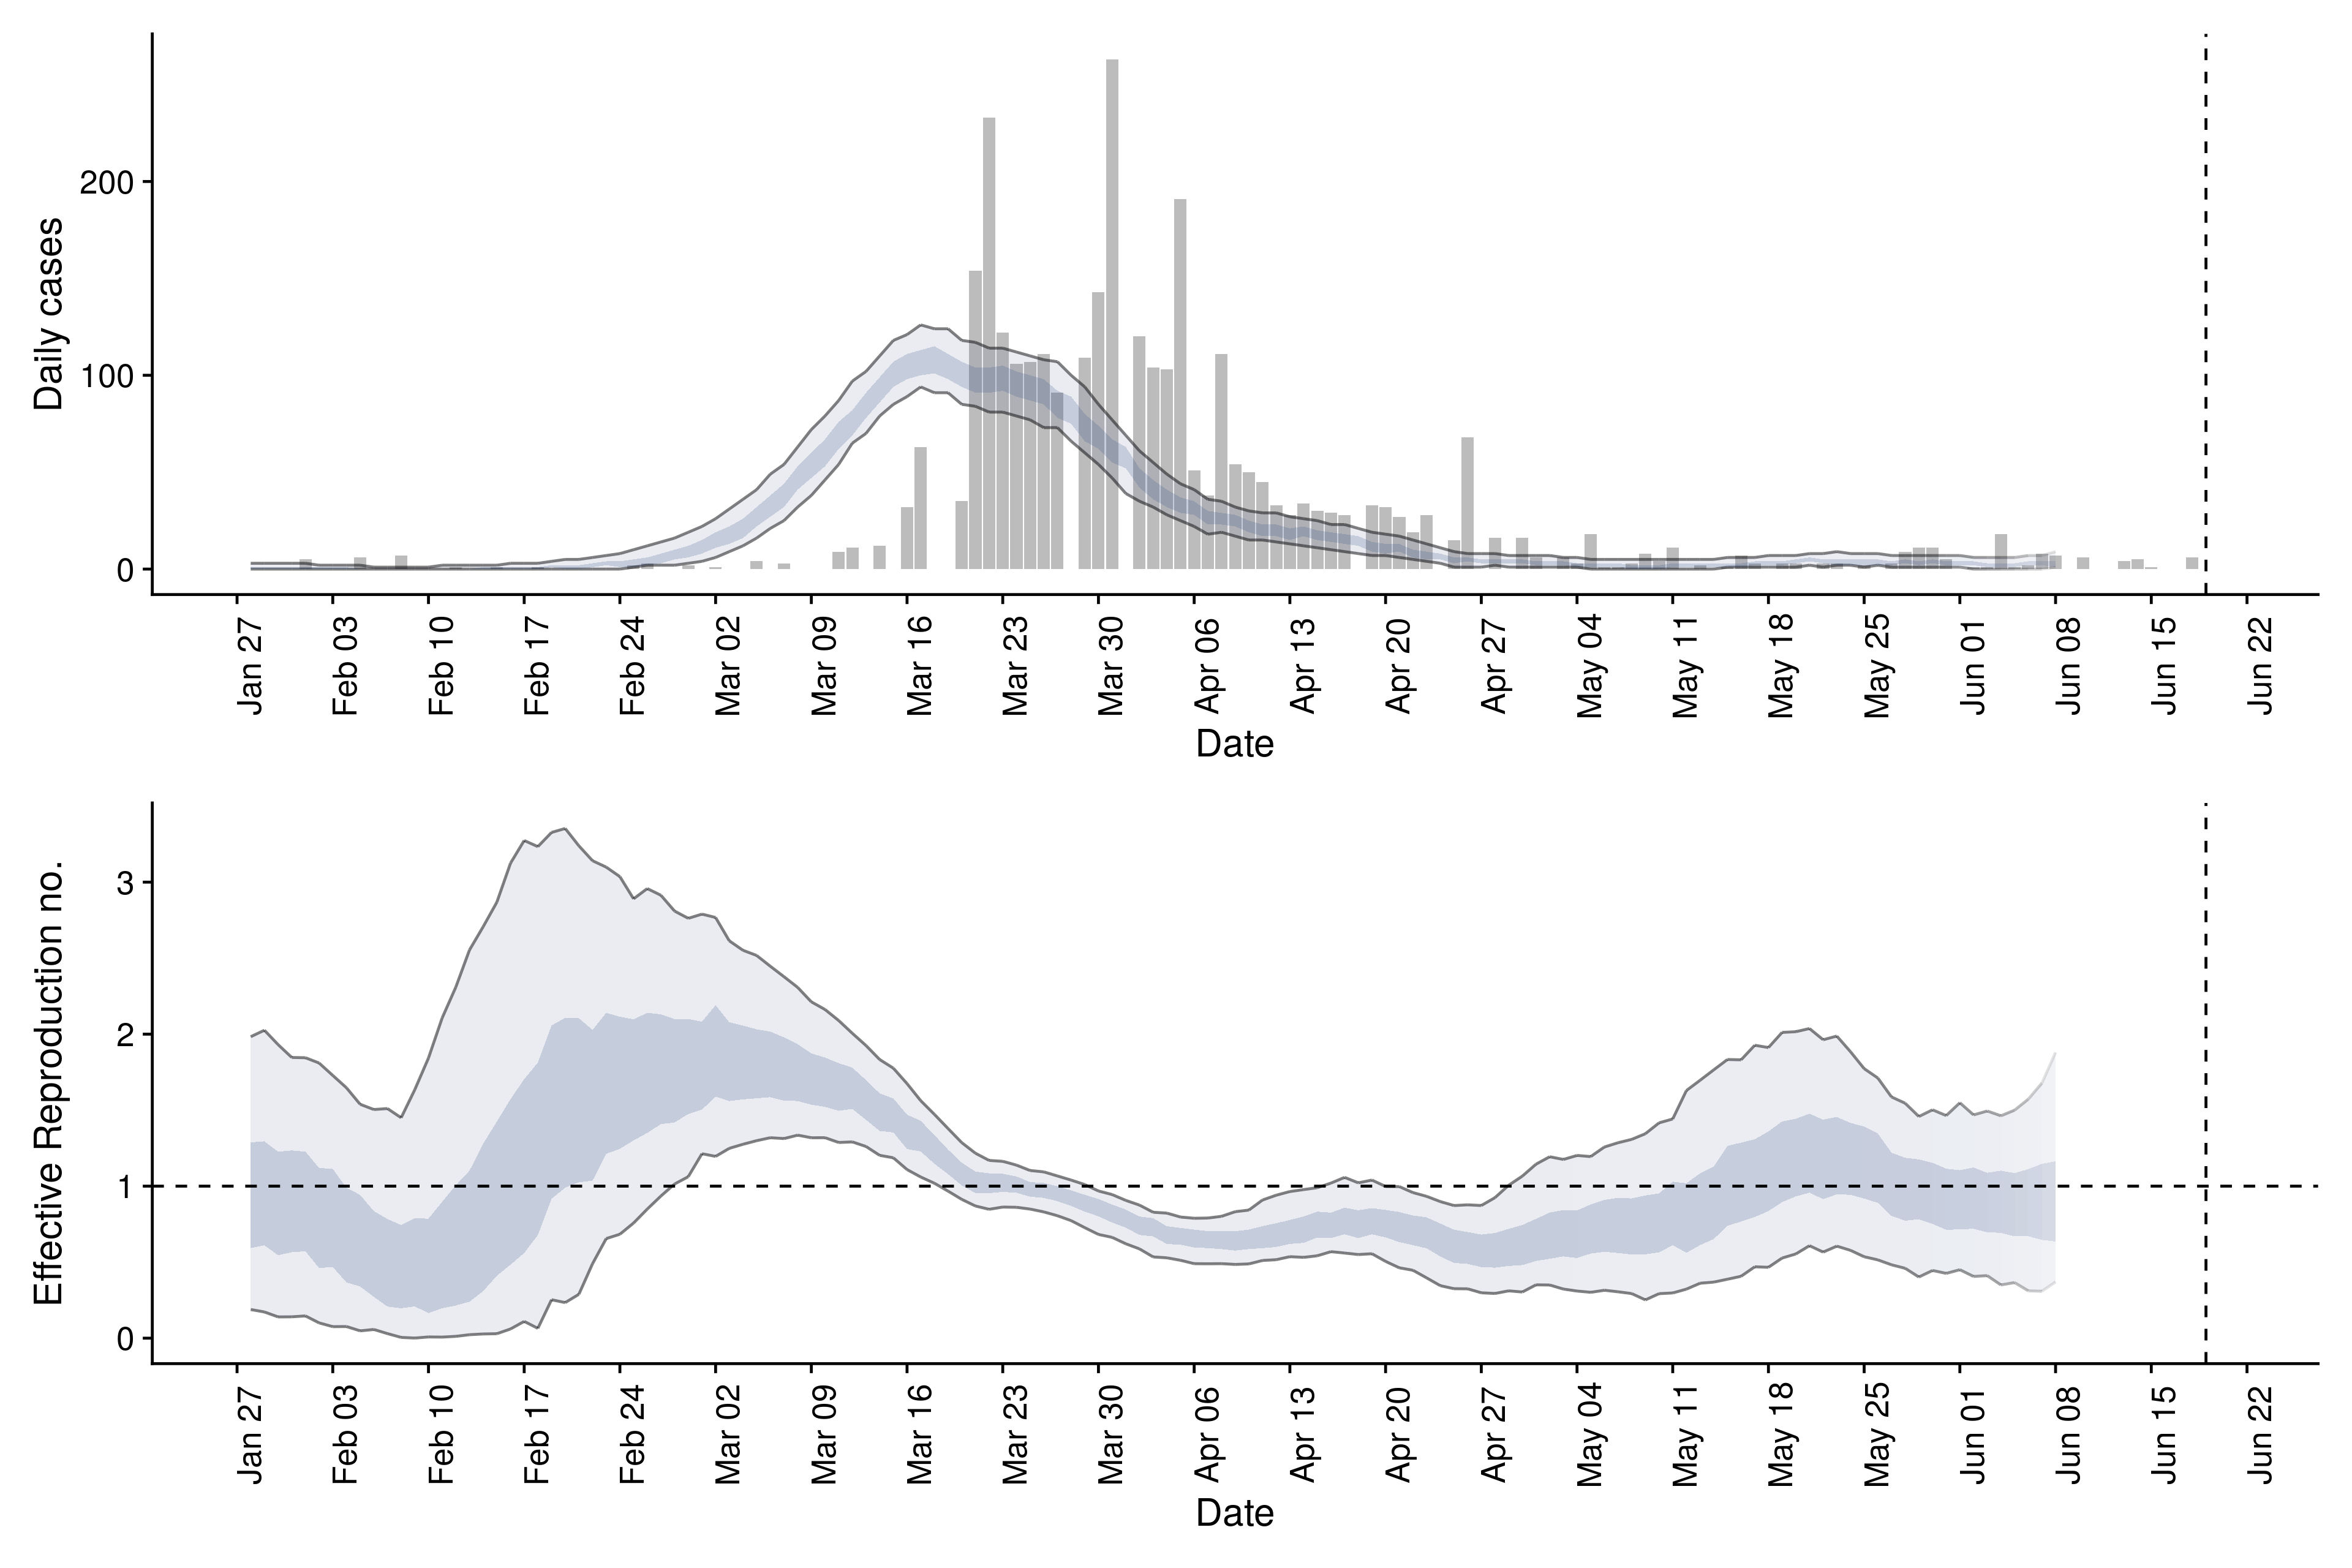 Daily cases
200
100
0
Jan 27 Feb 03 Feb 10 Feb 17 Feb 24 Mar 02 Mar 09 Mar 16 Mar 23 Mar 30 Apr 06 Apr 13 Apr 20 Apr 27 May 04 May 11 May 18 May 25 Jun 01 Jun 08 Jun 15 Jun 22
Date
Effective Reproduction no.
3
2
1
0
Jan 27 Feb 03 Feb 10 Feb 17 Feb 24 Mar 02 Mar 09 Mar 16 Mar 23 Mar 30 Apr 06 Apr 13 Apr 20 Apr 27 May 04 May 11 May 18 May 25 Jun 01 Jun 08 Jun 15 Jun 22
Date